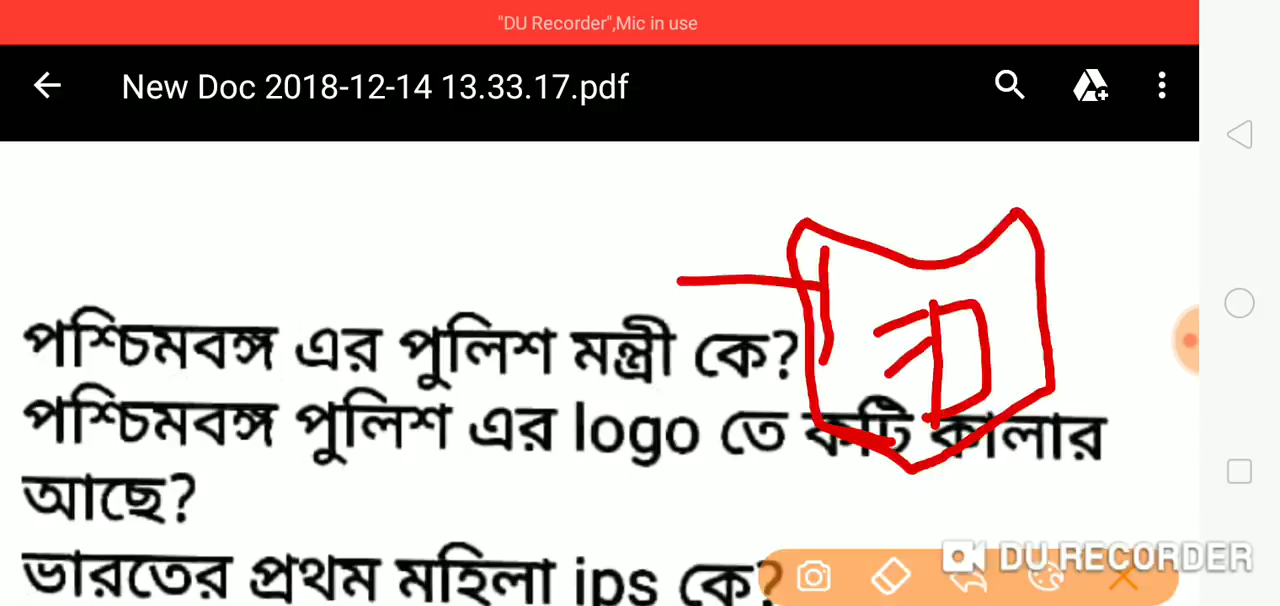 "DU Recorder",Mic in use
New Doc 2018-12-14 13.33.17.pdf
পশ্চিমবঙ্গ এর পুলিশ মন্ত্রী কে?
পশ্চিমবঙ্গ পুলিশ এর logo তে কটি কালার
আছে?
ভারতের প্রথম মহিলা ips কে?
DU RECORDER